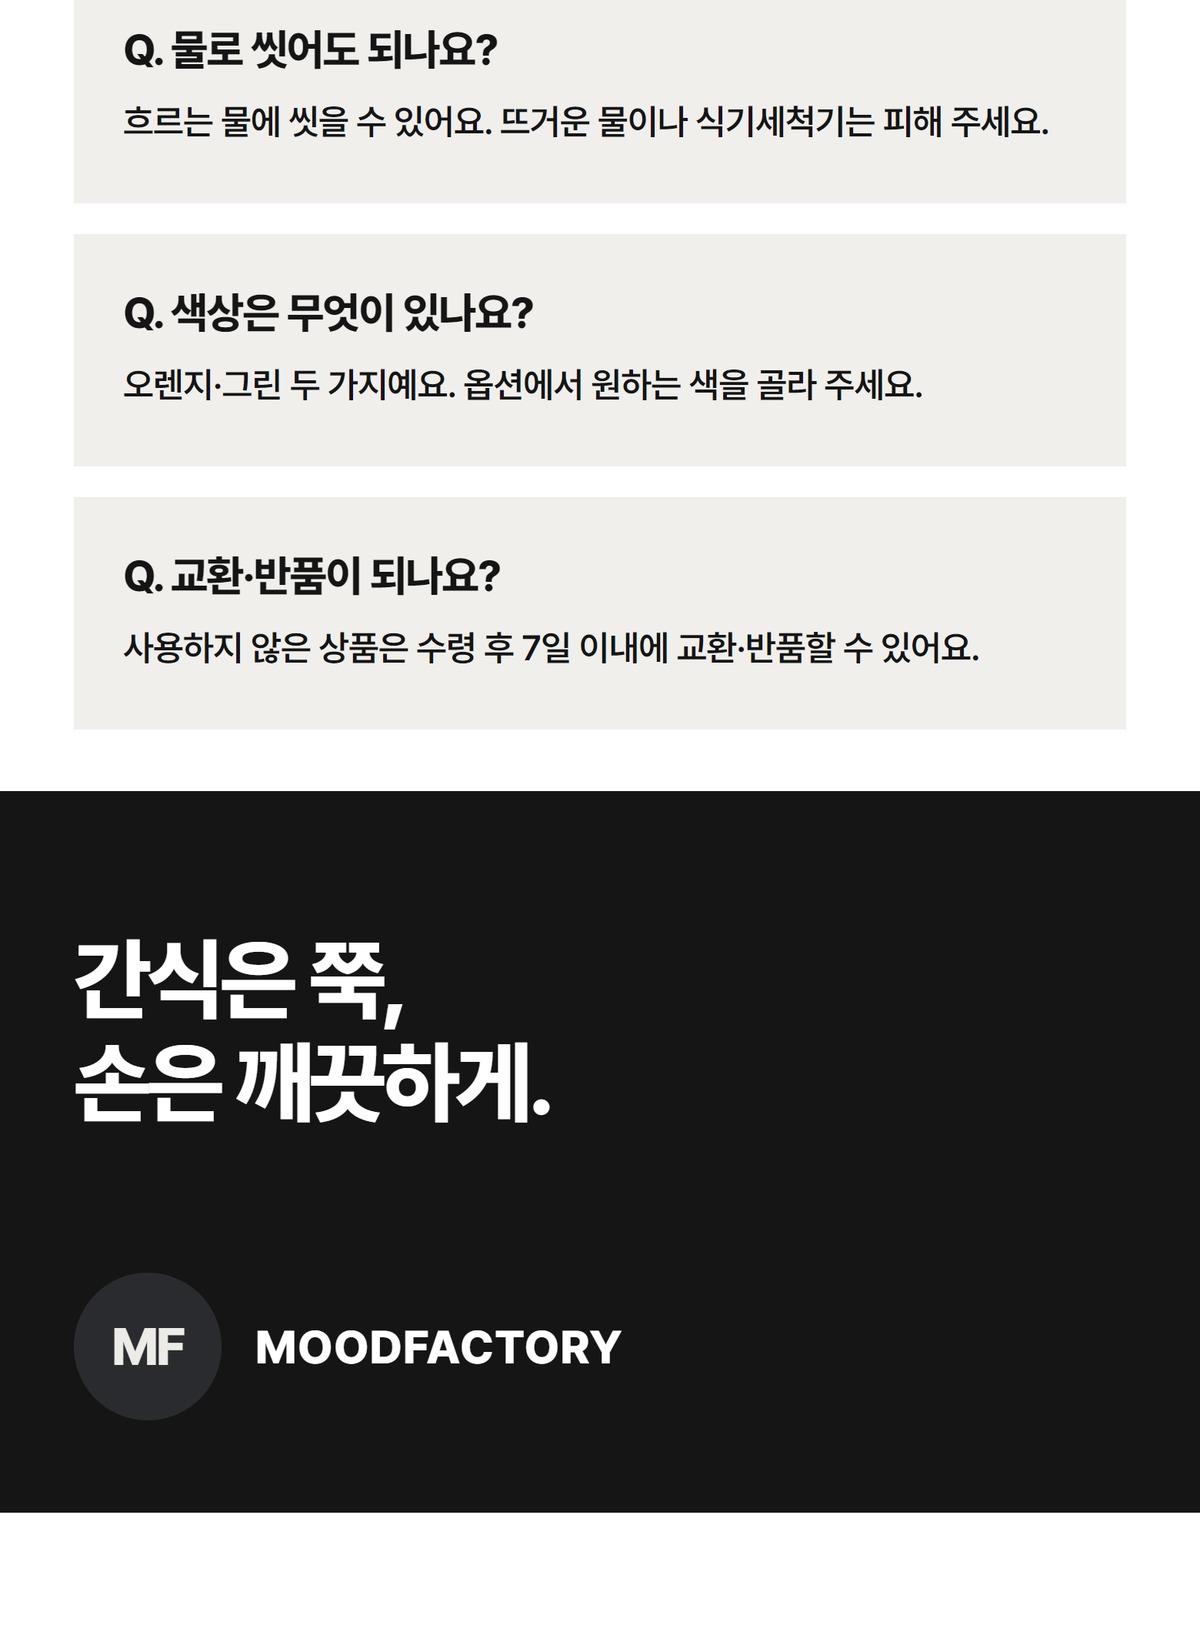 Q. 물로 씻어도 되나요?
흐르는 물에 씻을 수 있어요. 뜨거운 물이나 식기세척기는 피해 주세요.
Q. 색상은 무엇이 있나요?
오렌지·그린 두 가지예요. 옵션에서 원하는 색을 골라 주세요.
Q. 교환·반품이 되나요?
사용하지 않은 상품은 수령 후 7일 이내에 교환·반품할 수 있어요.
간식은 쭉,
손은 깨끗하게.
MF MOODFACTORY